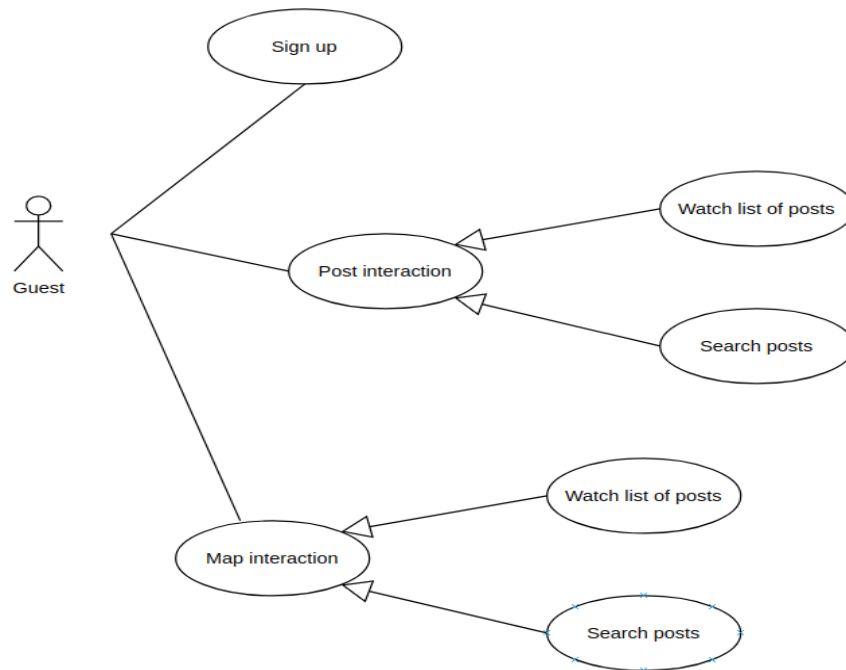 Sign up
Watch list of posts
Post interaction
Guest
Search posts
Watch list of posts
Map interaction
Search posts